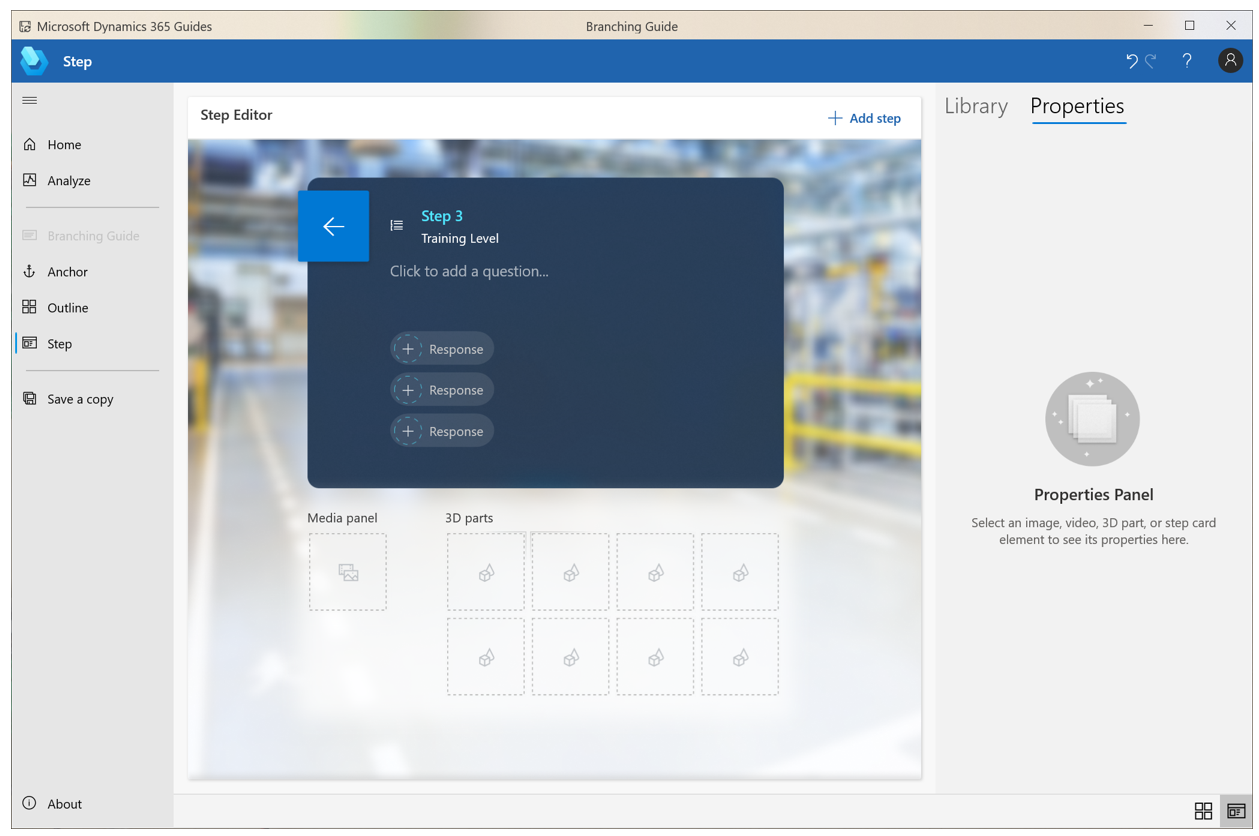 Microsoft Dynamics 365 Guides
Branching Guide
Step
?
Home
Analyze
Branching Guide
Anchor
Outline
Step
Save a copy
About
Step Editor
Add step
Step 3
Training Level
Click to add a question...
Response
Response
Response
Media panel
3D parts
Library
Properties
Properties Panel
Select an image, video, 3D part, or step card
element to see its properties here.